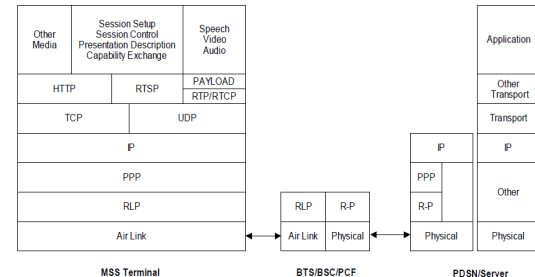 Other
Media
Session Setup
Session Control
Presentation Description
Capability Exchange
Speech
Video
Audio
Application
HTTP
RTSP
PAYLOAD
RTP/RTCP
Other
Transport
TCP
UDP
Transport
IP
IP
IP
PPP
PPP
Other
RLP
RLP
R-P
R-P
Air Link
Air Link
Physical
Physical
Physical
MSS Terminal
BTS/BSC/PCF
PDSN/Server